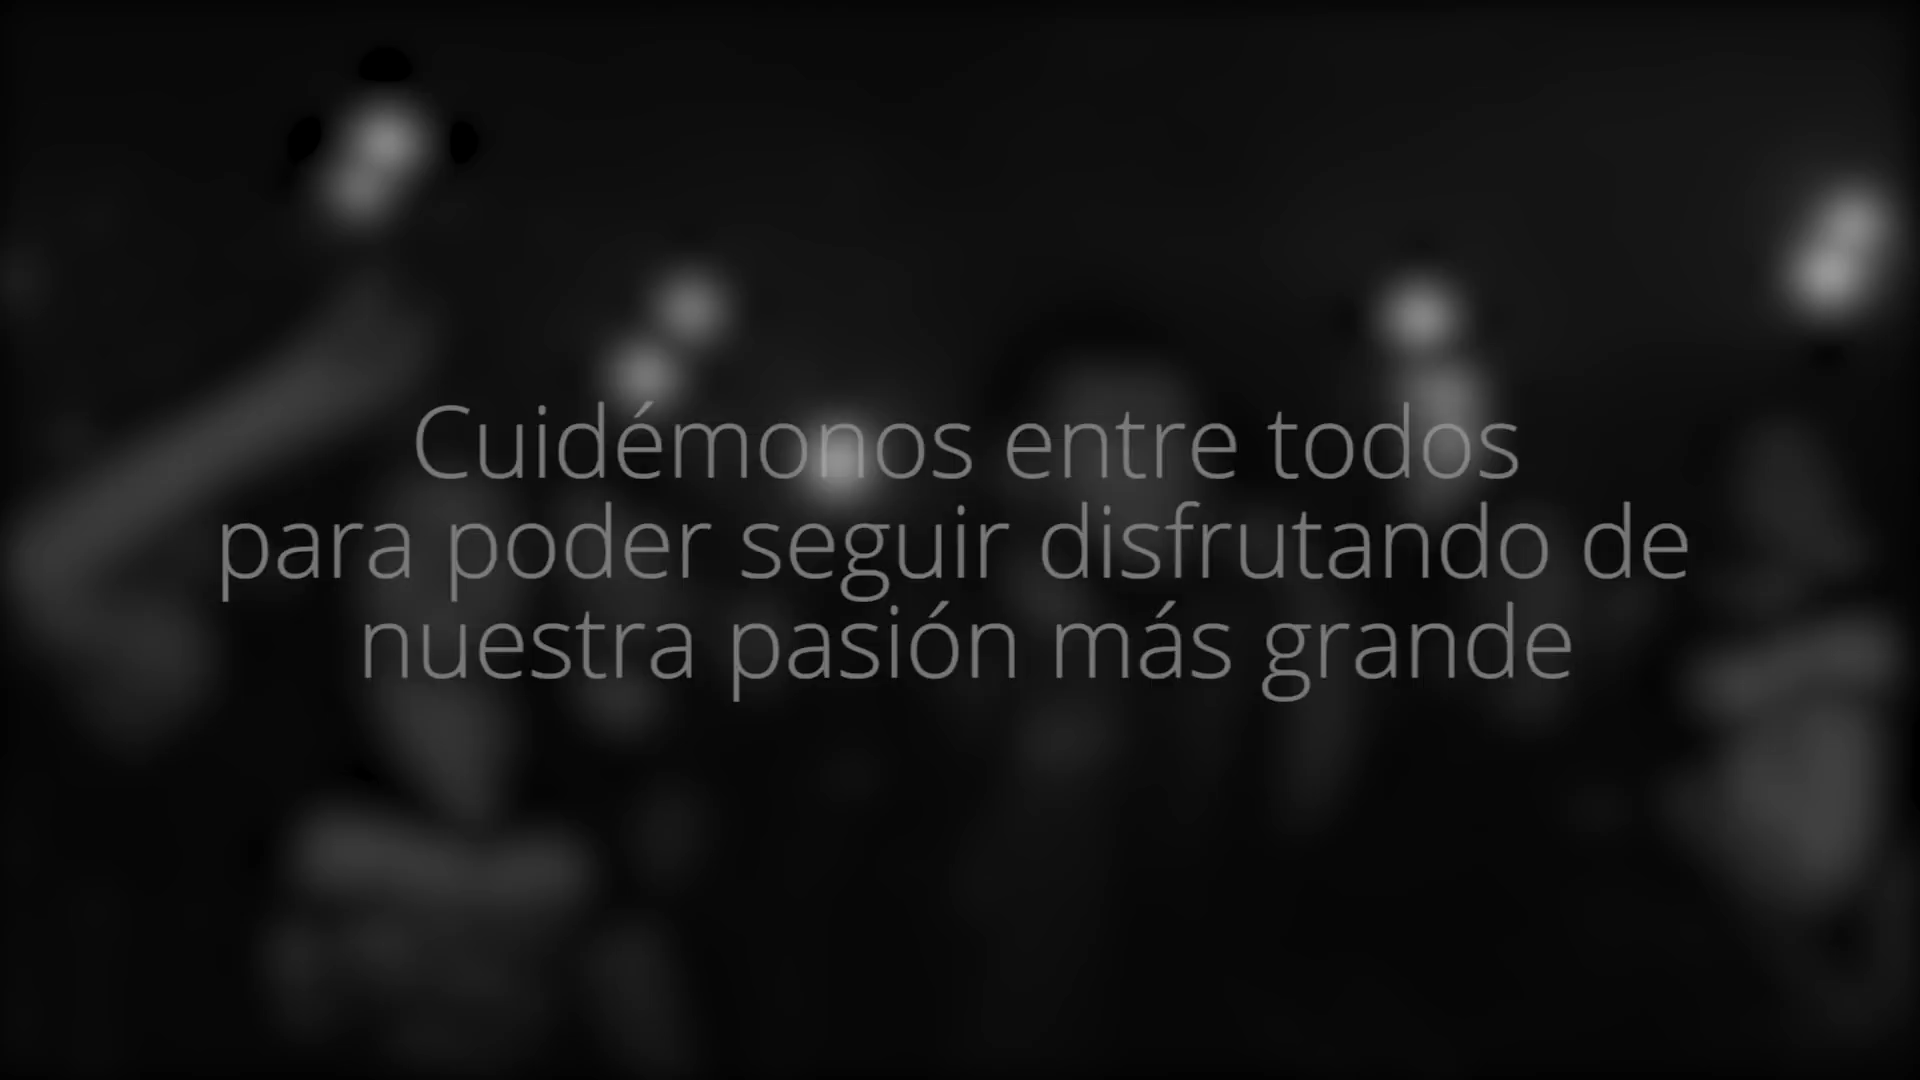 Cuidémonos entre todos
para poder seguir disfrutando de
nuestra pasión más grande